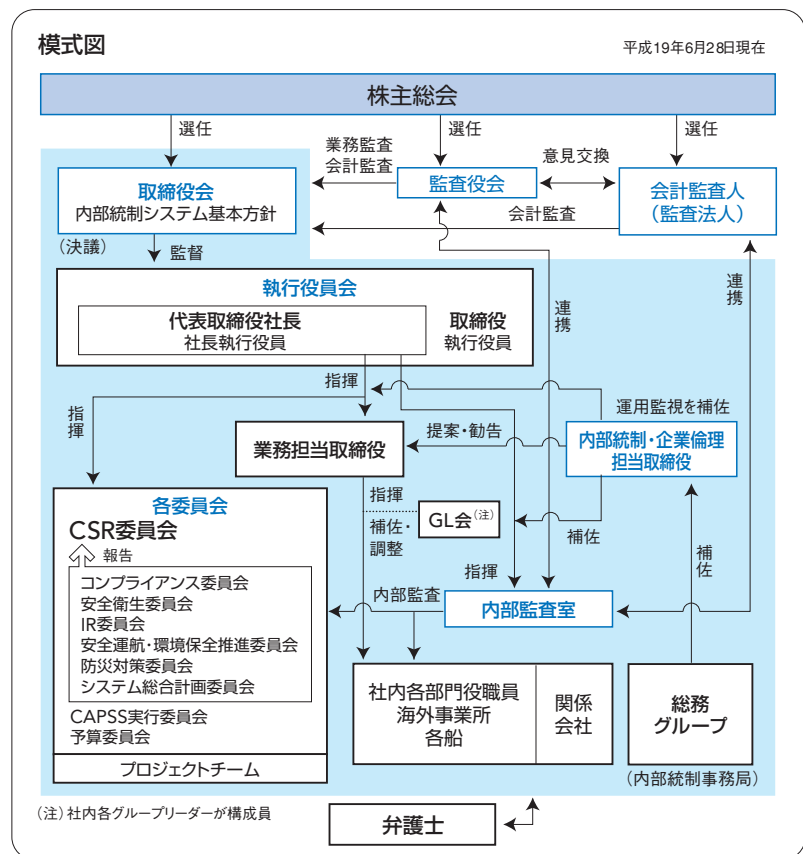 模式図
平成19年6月28日現在
株主総会
選任
選任
選任
業務監査
会計監査
意見交換
取締役会
内部統制システム基本方針
監査役会
会計監査人
(監査法人)
会計監査
(決議)
監督
執行役員会
代表取締役社長
社長執行役員
取締役
執行役員
連携
連携
指揮
指揮
運用監視を補佐
業務担当取締役
提案・勧告
内部統制・企業倫理
担当取締役
指揮
GL会(注)
補佐・
調整
補佐
補佐
指揮
各委員会
CSR委員会
報告
コンプライアンス委員会
安全衛生委員会
IR委員会
安全運航・環境保全推進委員会
防災対策委員会
システム総合計画委員会
CAPSS実行委員会
予算委員会
プロジェクトチーム
内部監査
内部監査室
社内各部門役職員
海外事業所
各船
関係
会社
総務
グループ
(内部統制事務局)
(注)社内各グループリーダーが構成員
弁護士